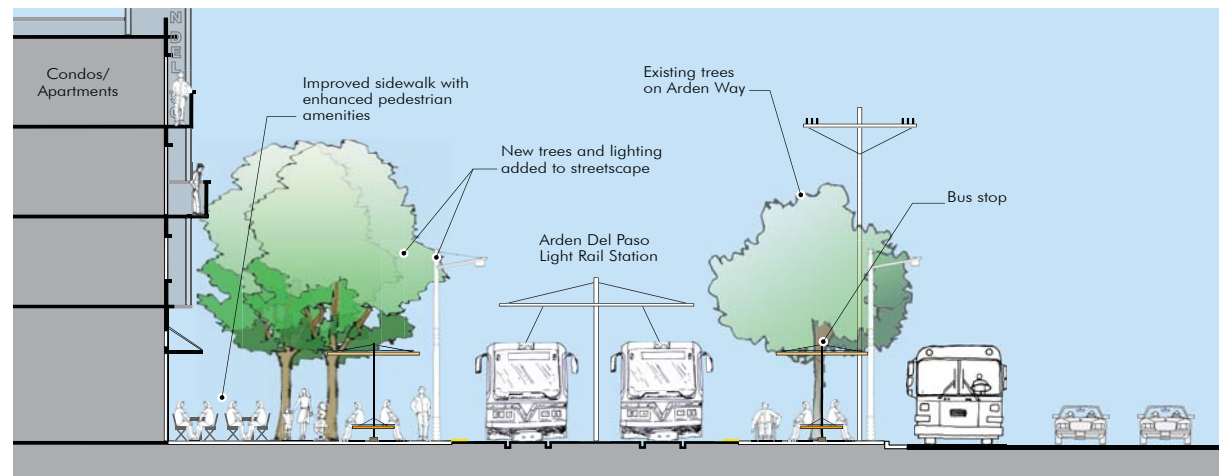 Condos/
Apartments
Improved sidewalk with
enhanced pedestrian
amenities
New trees and lighting
added to streetscape
Arden Del Paso
Light Rail Station
Existing trees
on Arden Way
Bus stop